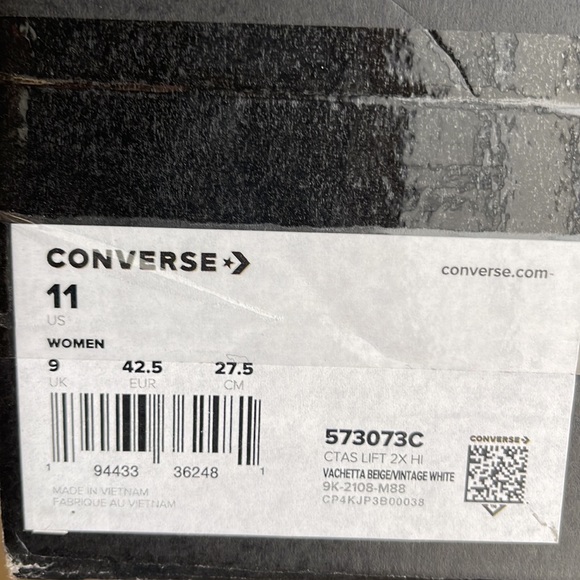 CONVERSE
converse.com
11
US
WOMEN
9 42.5 27.5
UK EUR CM
1 94433 36248 1
573073C
CTAS LIFT 2X HI
VACHETTA BEIGE/VINTAGE WHITE
9K-2108-M88
CP4KJP3B00038
CONVERSE
MADE IN VIETNAM
FABRIQUE AU VIETNAM